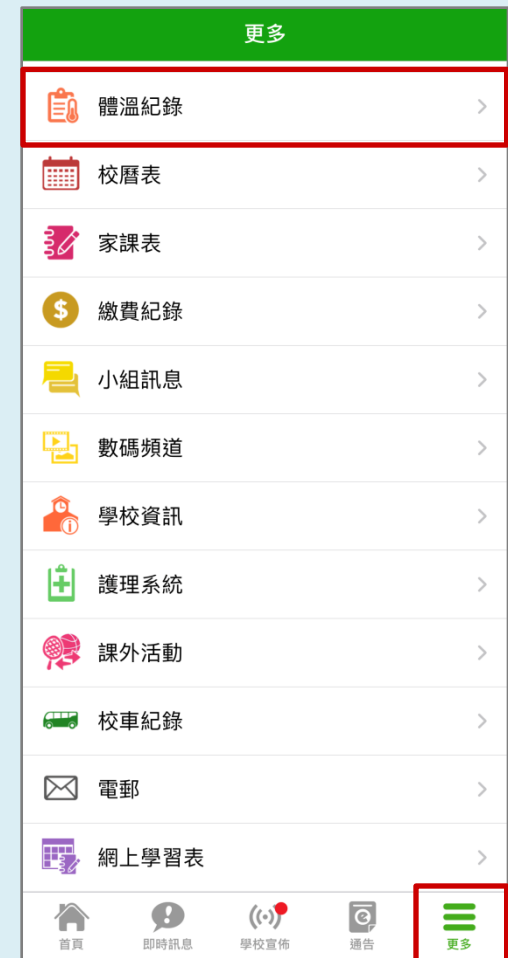 更多
體溫紀錄
校曆表
家課表
繳費紀錄
小組訊息
數碼頻道
學校資訊
護理系統
課外活動
校車紀錄
電郵
網上學習表
首頁 即時訊息 學校宣佈 通告 更多